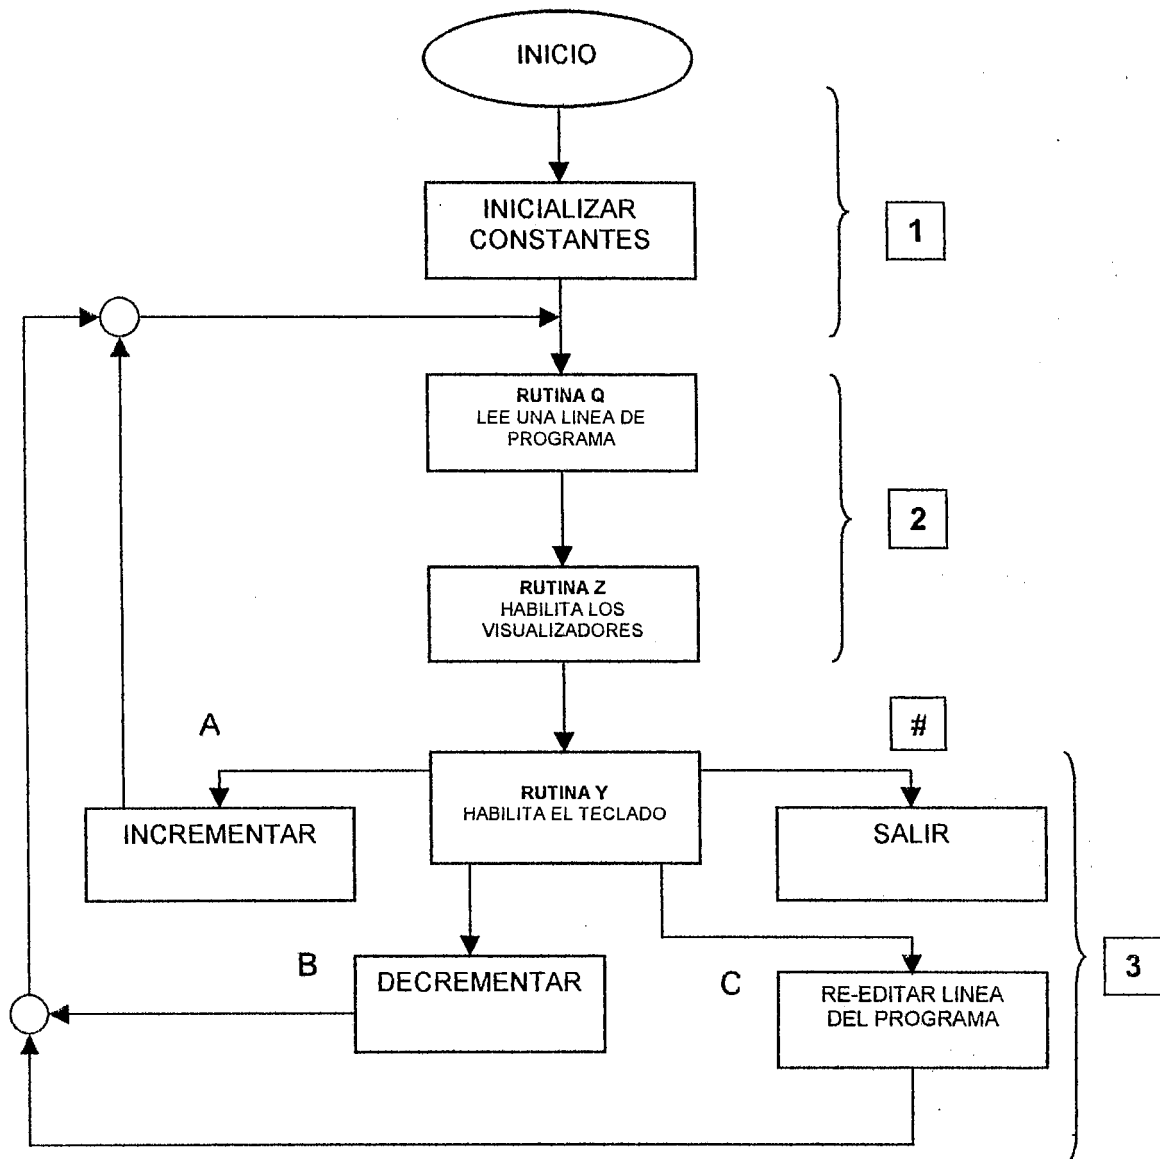 INICIO
INICIALIZAR
CONSTANTES
1
RUTINA Q
LEE UNA LINEA DE
PROGRAMA
2
RUTINA Z
HABILITA LOS
VISUALIZADORES
A
#
RUTINA Y
HABILITA EL TECLADO
INCREMENTAR
SALIR
B
DECREMENTAR
C
RE-EDITAR LINEA
DEL PROGRAMA
3